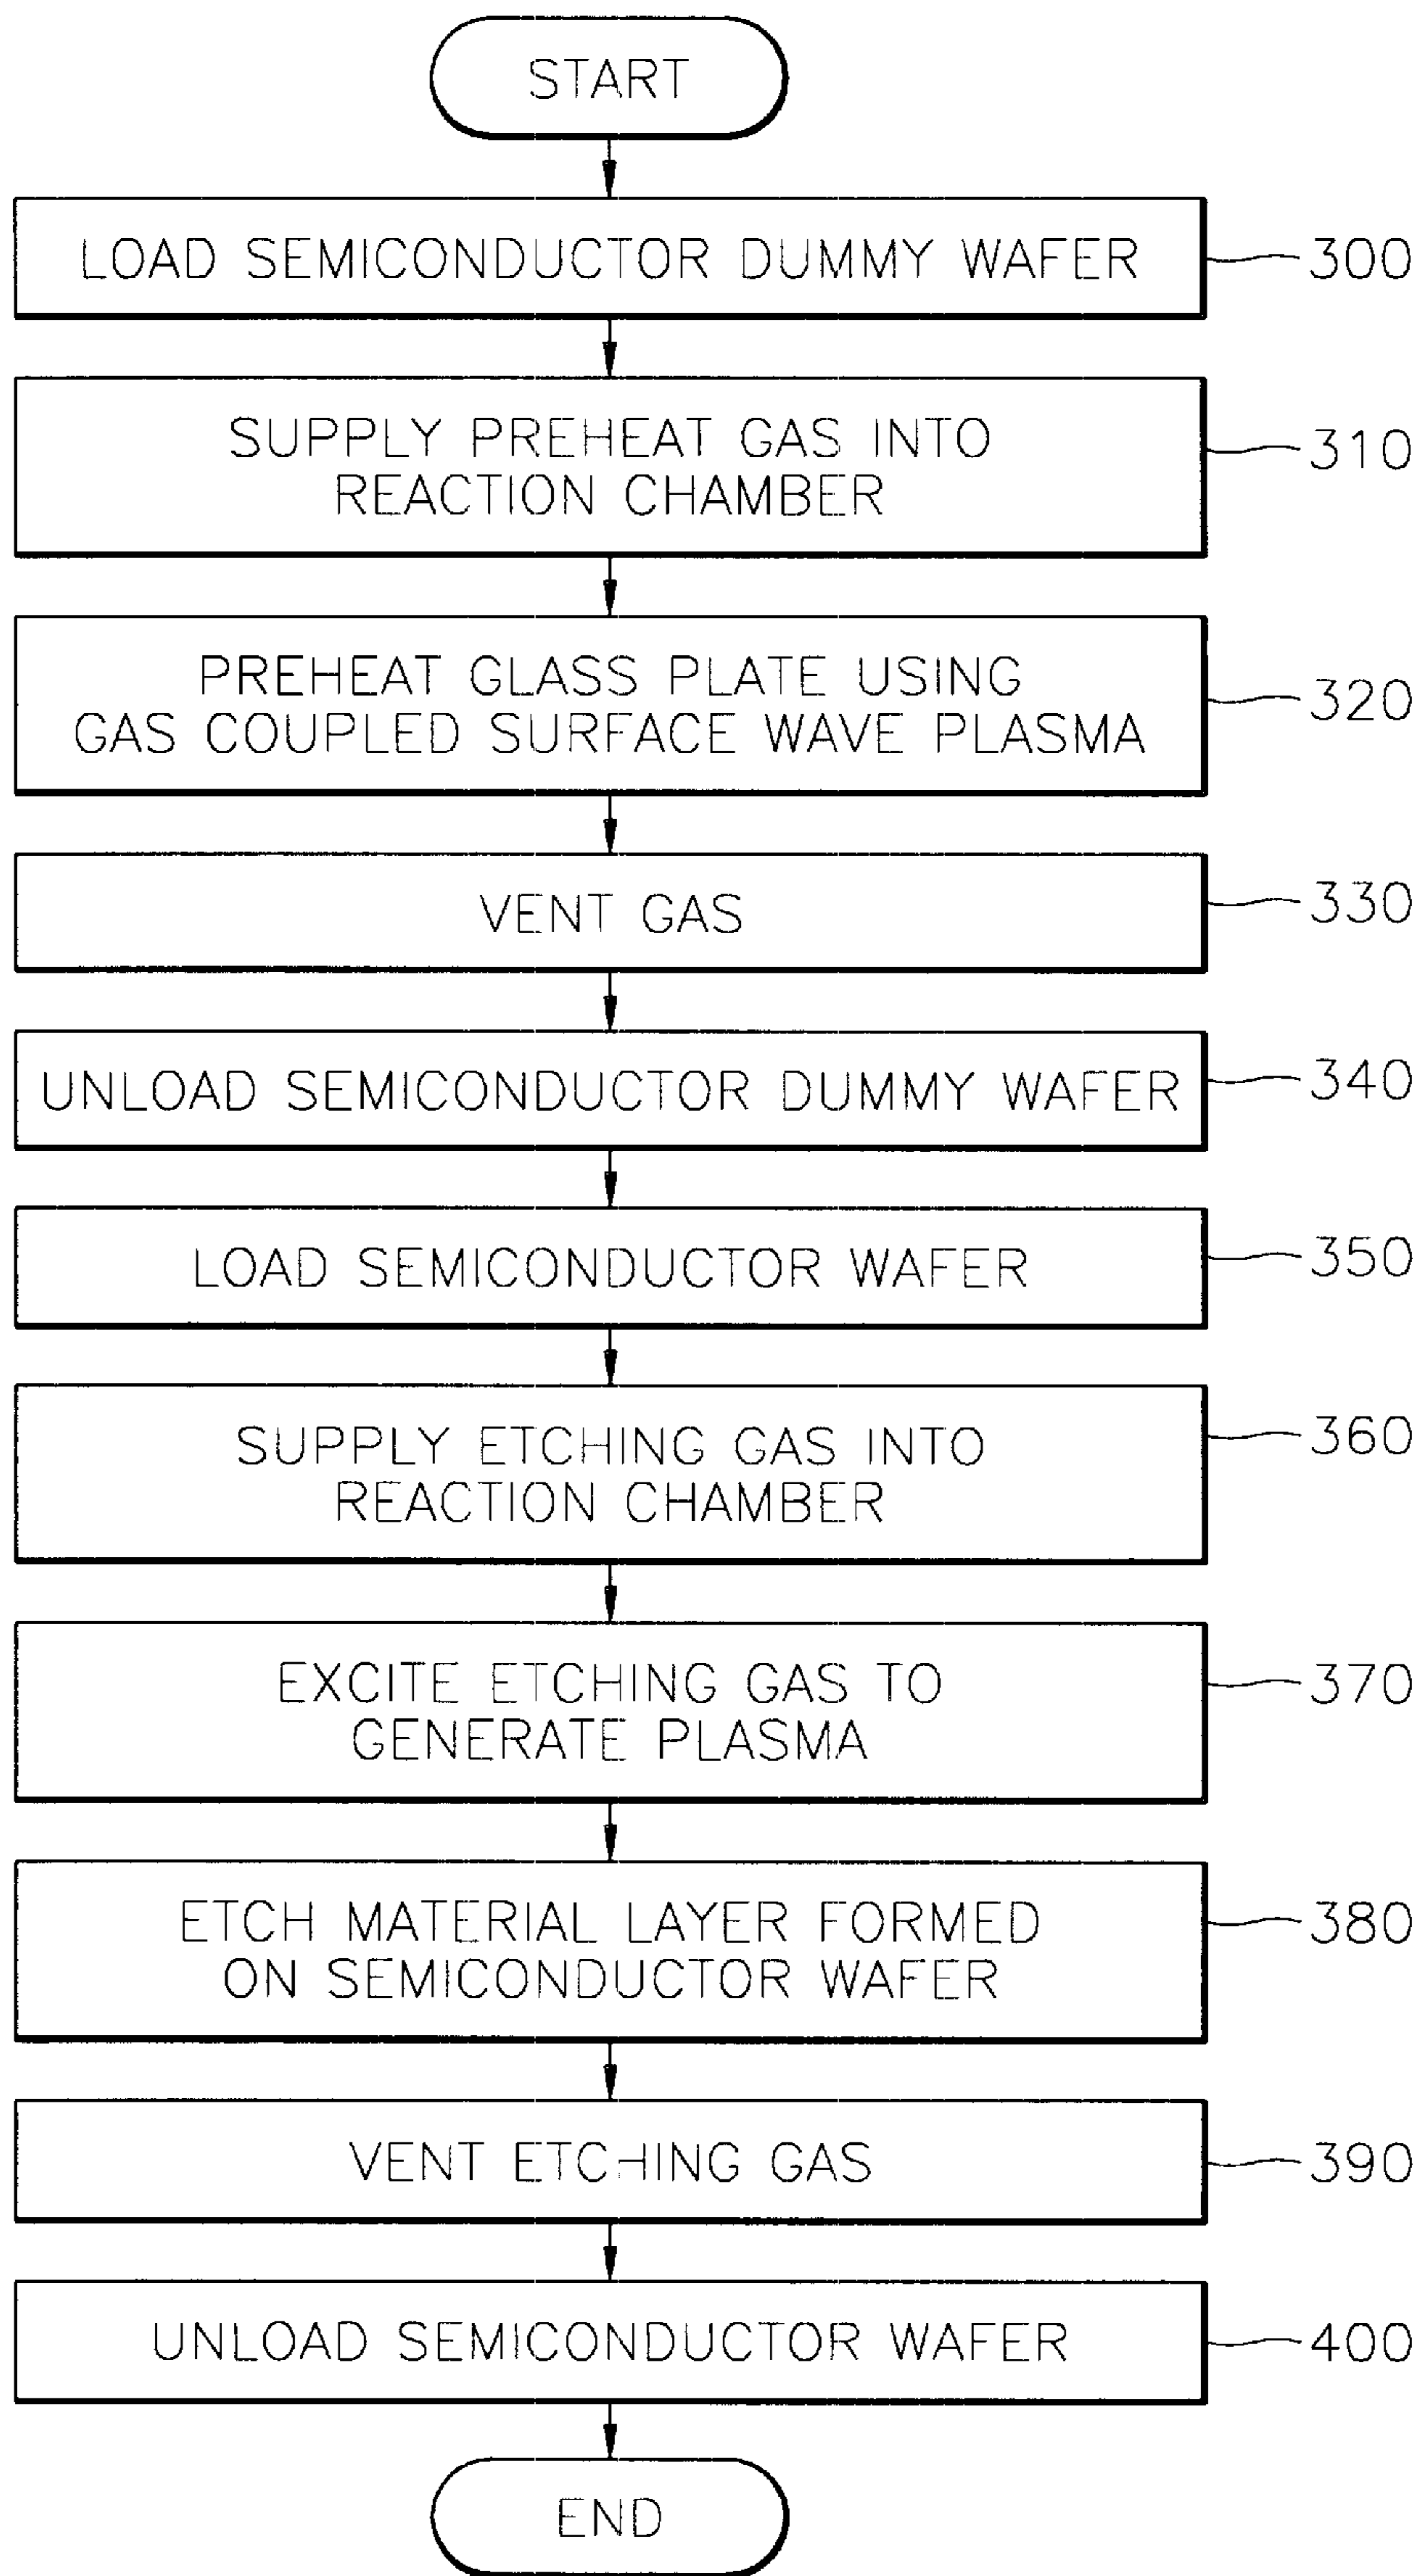 START
LOAD SEMICONDUCTOR DUMMY WAFER
300
SUPPLY PREHEAT GAS INTO
REACTION CHAMBER
310
PREHEAT GLASS PLATE USING
GAS COUPLED SURFACE WAVE PLASMA
320
VENT GAS
330
UNLOAD SEMICONDUCTOR DUMMY WAFER
340
LOAD SEMICONDUCTOR WAFER
350
SUPPLY ETCHING GAS INTO
REACTION CHAMBER
360
EXCITE ETCHING GAS TO
GENERATE PLASMA
370
ETCH MATERIAL LAYER FORMED
ON SEMICONDUCTOR WAFER
380
VENT ETCHING GAS
390
UNLOAD SEMICONDUCTOR WAFER
400
END